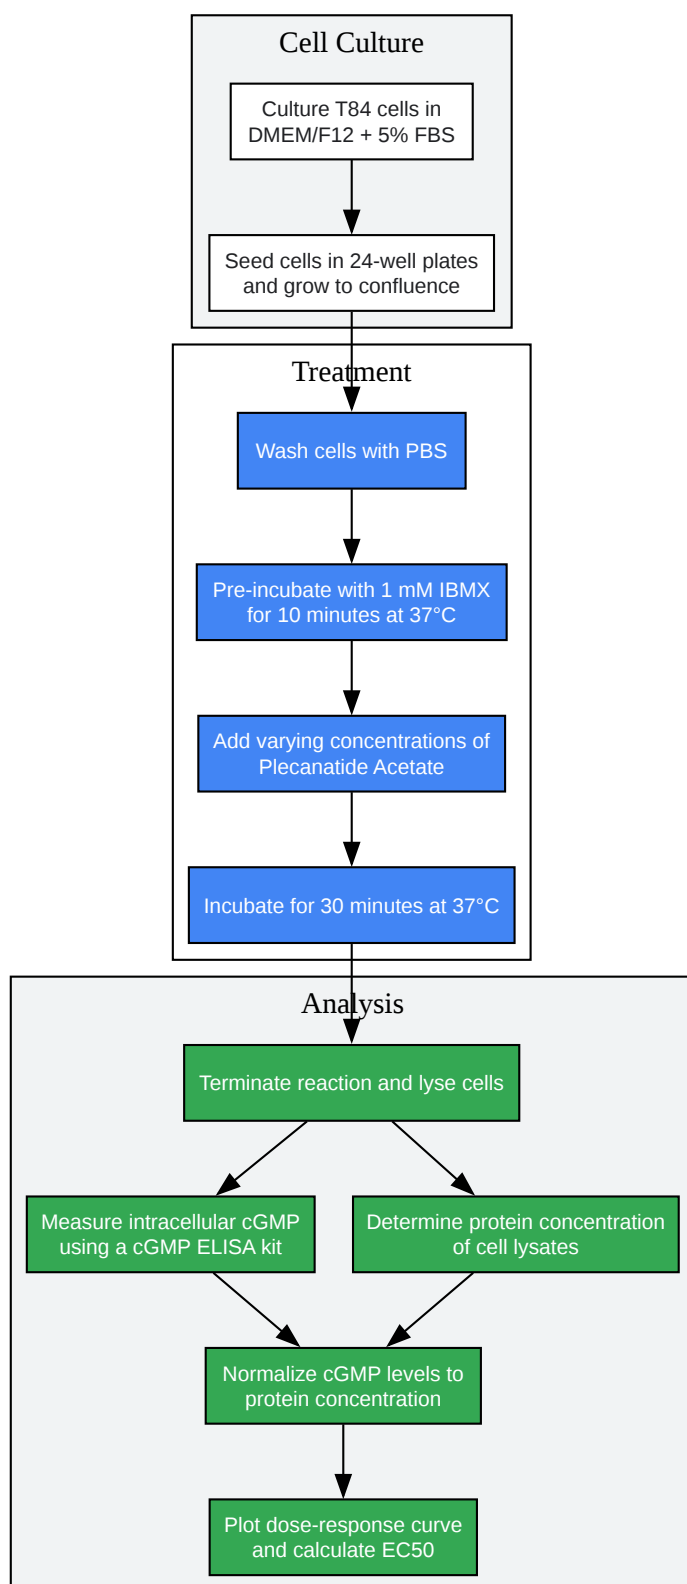 Cell Culture
Culture T84 cells in
DMEM/F12 + 5% FBS
Seed cells in 24-well plates
and grow to confluence
Treatment
Wash cells with PBS
Pre-incubate with 1 mM IBMX
for 10 minutes at 37°C
Add varying concentrations of
Plecanatide Acetate
Incubate for 30 minutes at 37°C
Analysis
Terminate reaction and lyse cells
Measure intracellular cGMP
using a cGMP ELISA kit
Determine protein concentration
of cell lysates
Normalize cGMP levels to
protein concentration
Plot dose-response curve
and calculate EC50